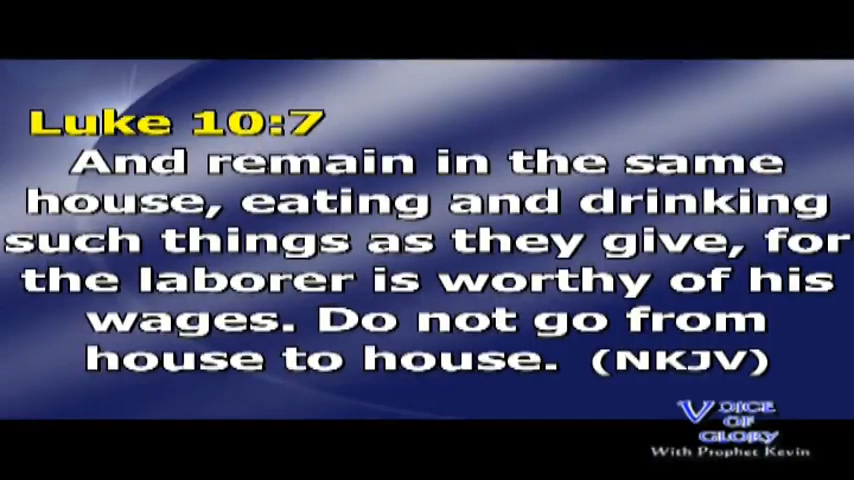 Luke 10:7
And remain in the same
house, eating and drinking
such things as they give, for
the laborer is worthy of his
wages. Do not go from
house to house. (NKJV)
VOICE
OF
GLORY
With Prophet Kevin